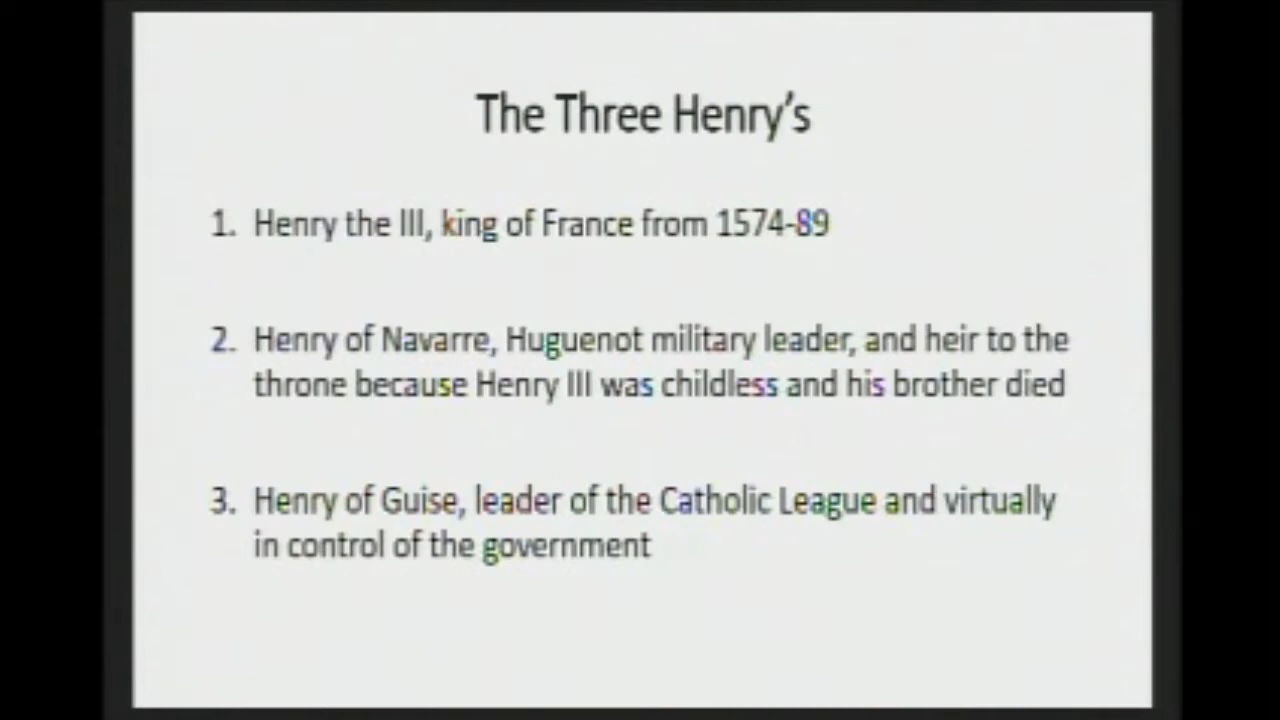 The Three Henry's
1. Henry the III, king of France from 1574-89
2. Henry of Navarre, Huguenot military leader, and heir to the
throne because Henry III was childless and his brother died
3. Henry of Guise, leader of the Catholic League and virtually
in control of the government